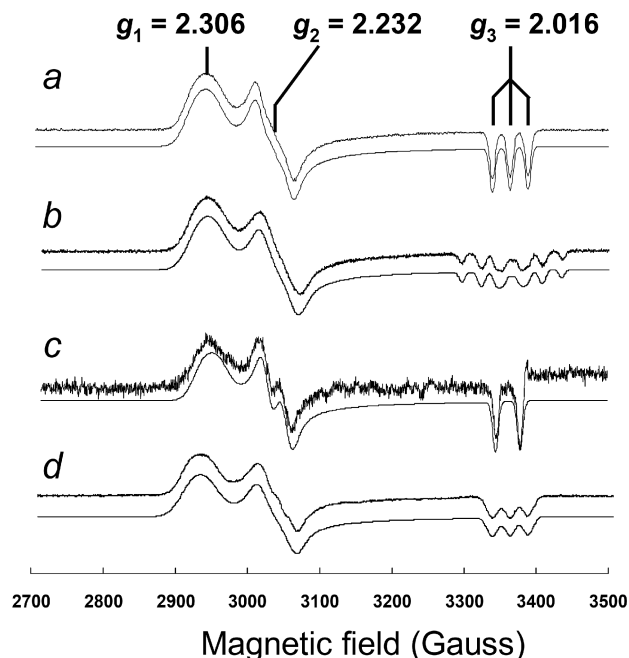 g1 = 2.306 g2 = 2.232 g3 = 2.016
a
b
c
d
2700 2800 2900 3000 3100 3200 3300 3400 3500
Magnetic field (Gauss)